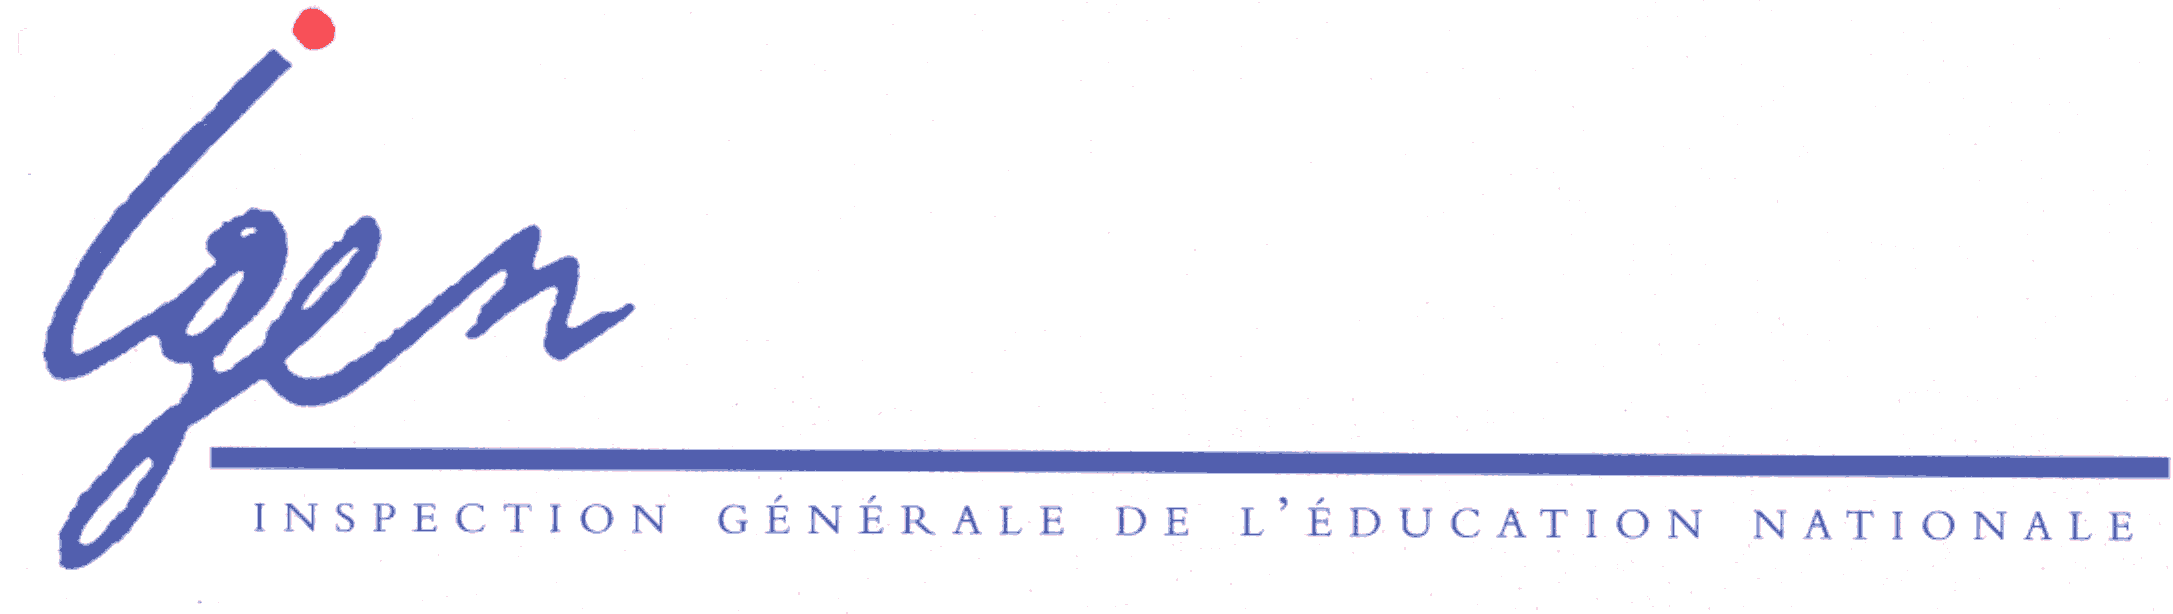 igen
INSPECTION GÉNÉRALE DE L'ÉDUCATION NATIONALE